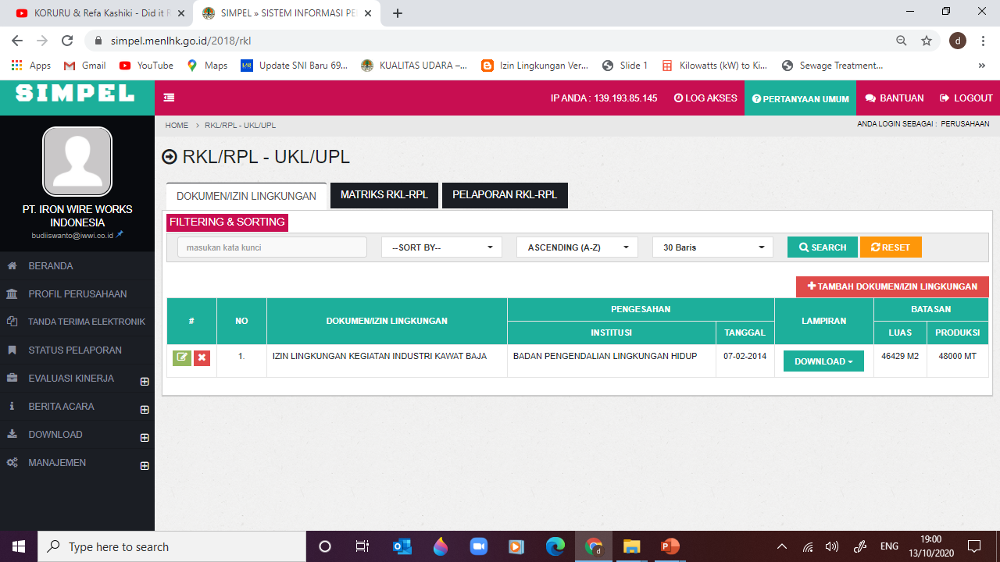 KORURU & Refa Kashiki - Did it R
SIMPEL » SISTEM INFORMASI PE
simpel.menlhk.go.id/2018/rkl
d
Apps
Gmail
YouTube
Maps
Update SNI Baru 69...
KUALITAS UDARA –...
Izin Lingkungan Ver...
Slide 1
Kilowatts (kW) to Ki...
Sewage Treatment...
»
SIMPEL
IP ANDA : 139.193.85.145
LOG AKSES
PERTANYAAN UMUM
BANTUAN
LOGOUT
HOME > RKL/RPL - UKL/UPL
ANDA LOGIN SEBAGAI : PERUSAHAAN
PT. IRON WIRE WORKS
INDONESIA
budiiswanto@iwwi.co.id
BERANDA
PROFIL PERUSAHAAN
TANDA TERIMA ELEKTRONIK
STATUS PELAPORAN
EVALUASI KINERJA
BERITA ACARA
DOWNLOAD
MANAJEMEN
RKL/RPL - UKL/UPL
DOKUMEN/IZIN LINGKUNGAN
MATRIKS RKL-RPL
PELAPORAN RKL-RPL
FILTERING & SORTING
masukan kata kunci
--SORT BY--
ASCENDING (A-Z)
30 Baris
SEARCH
RESET
TAMBAH DOKUMEN/IZIN LINGKUNGAN
# NO DOKUMEN/IZIN LINGKUNGAN PENGESAHAN LAMPIRAN BATASAN
INSTITUSI TANGGAL LUAS PRODUKSI
1. IZIN LINGKUNGAN KEGIATAN INDUSTRI KAWAT BAJA BADAN PENGENDALIAN LINGKUNGAN HIDUP 07-02-2014 DOWNLOAD 46429 M2 48000 MT
Type here to search
ENG
19:00
13/10/2020